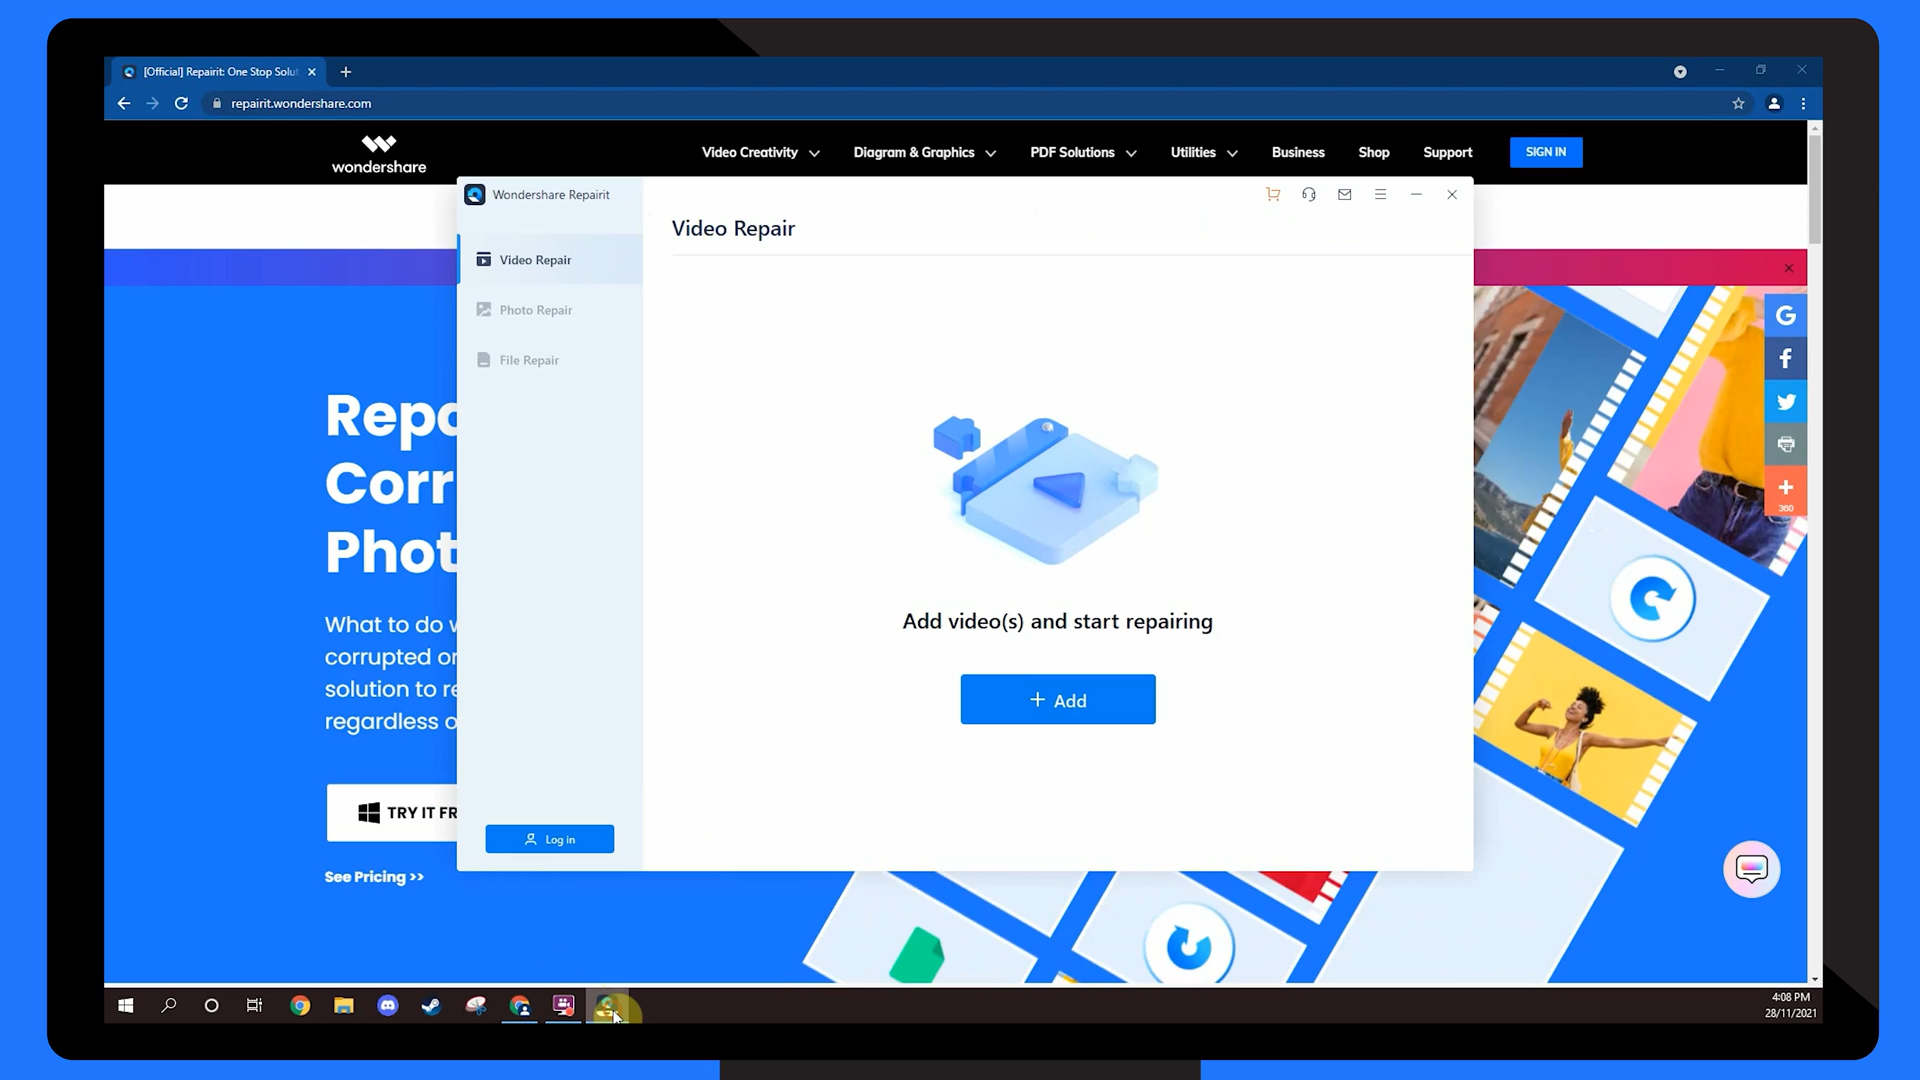 [Official] Repairit: One Stop Solut
repairit.wondershare.com
wondershare
Video Creativity
Diagram & Graphics
PDF Solutions
Utilities
Business
Shop
Support
SIGN IN
Wondershare Repairit
Video Repair
Photo Repair
File Repair
Log in
Video Repair
Add video(s) and start repairing
+ Add
Repa
Corr
Phot
What to do w
corrupted or
solution to re
regardless o
TRY IT FR
See Pricing >>
360
4:08 PM
28/11/2021